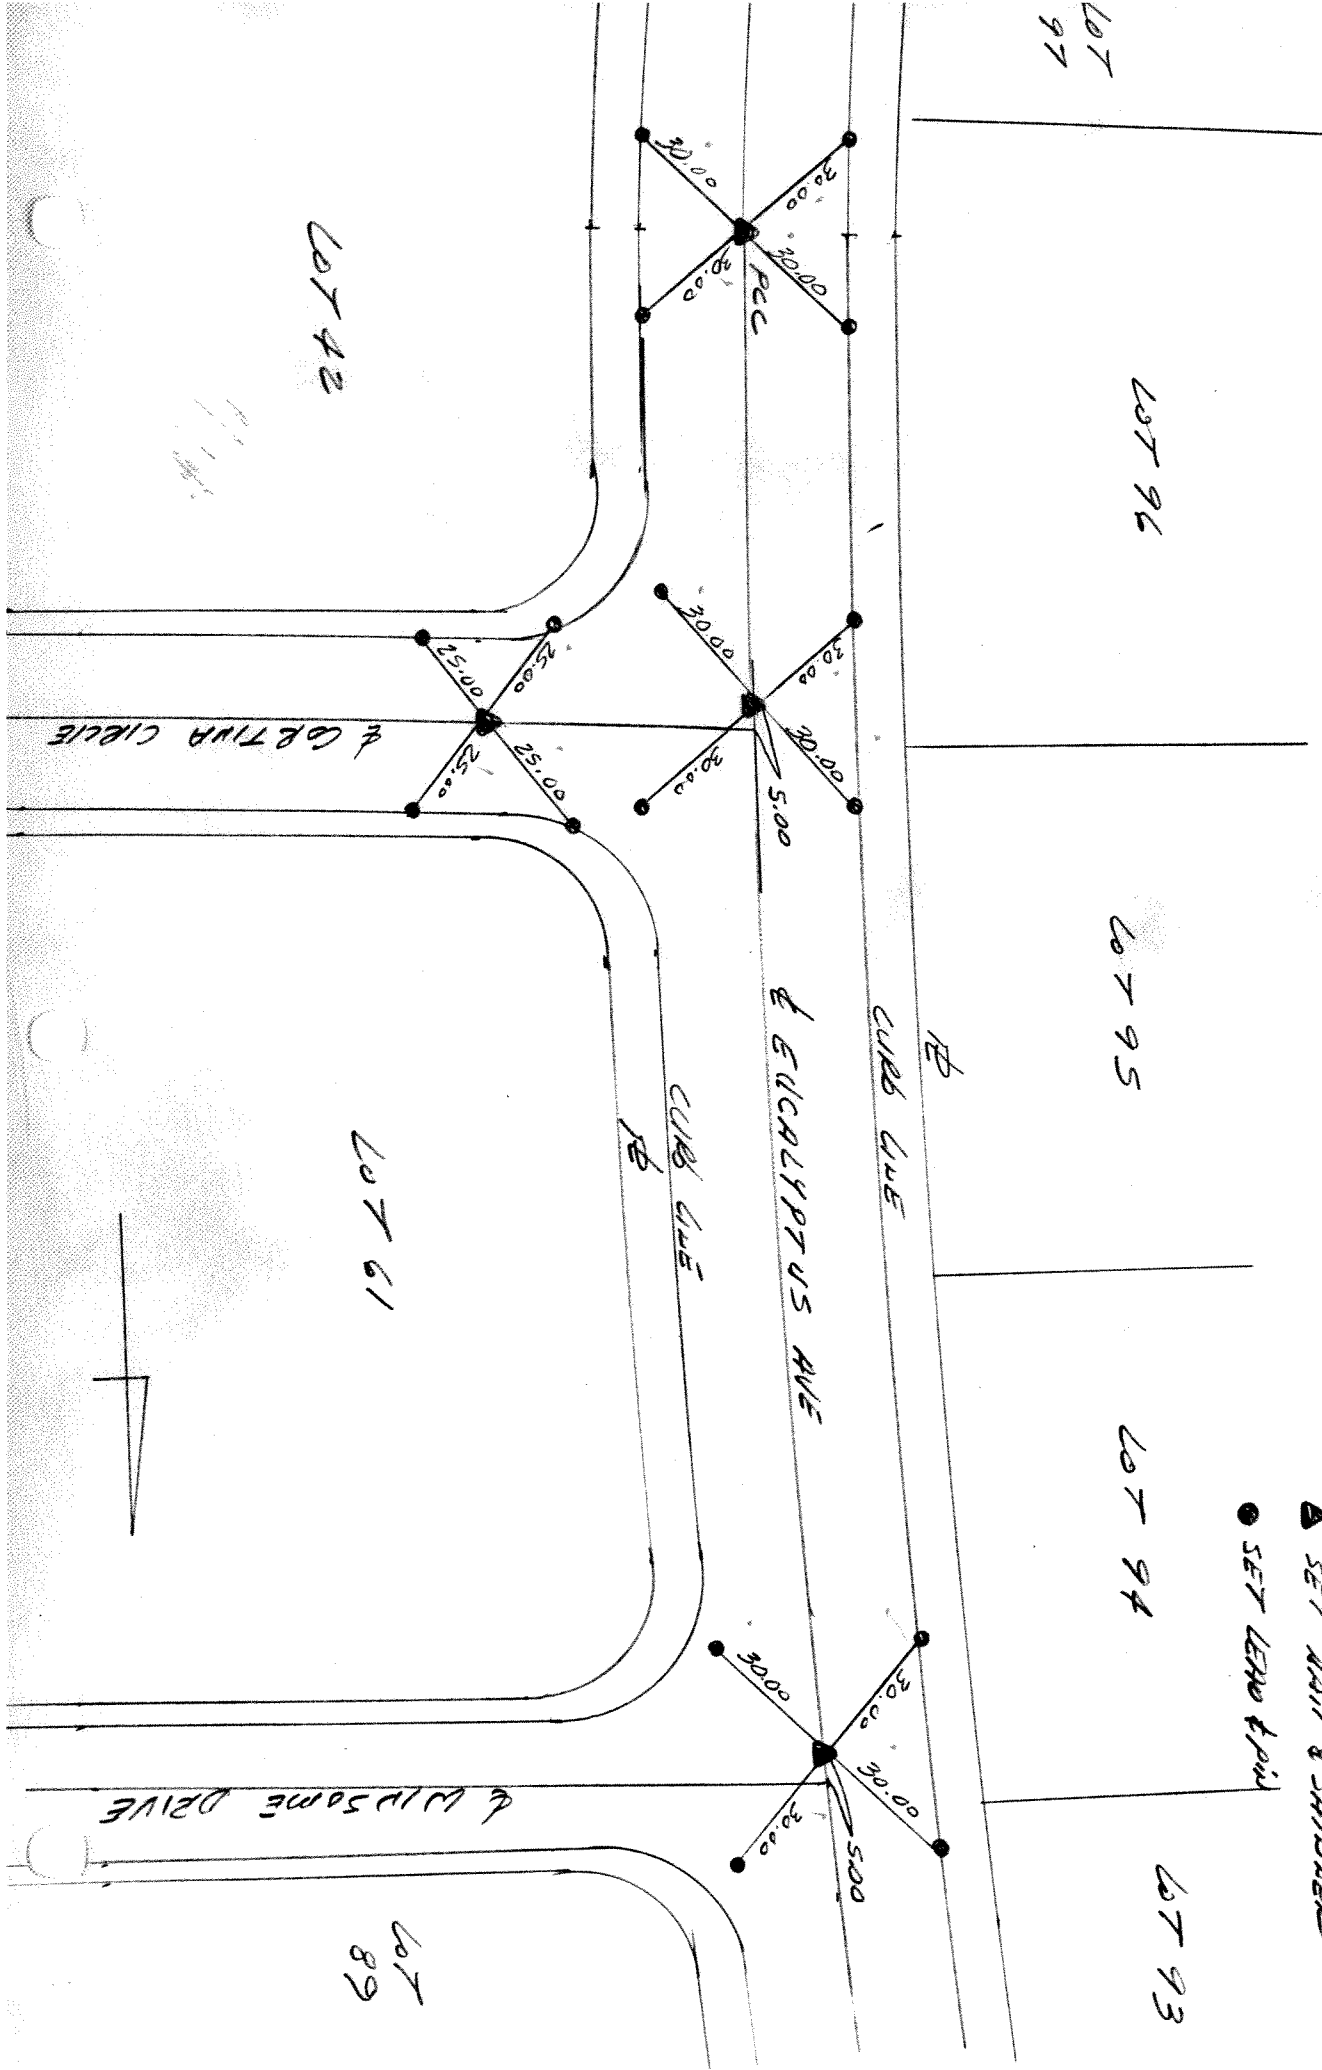 LOT
97
LOT 96
LOT 95
LOT 94
LOT 93
SET NAIL & SHINER
SET LEAD & PIN
30.00
30.00
30.00
30.00
PCC
30.00
30.00
30.00
30.00
5.00
25.00
25.00
25.00
25.00
℄ CORTINA CIRCLE
LOT 42
CURB LINE
℄ EUCALYPTUS AVE
CURB LINE
LOT 61
30.00
30.00
30.00
30.00
5.00
℄ WINSOME DRIVE
LOT
89